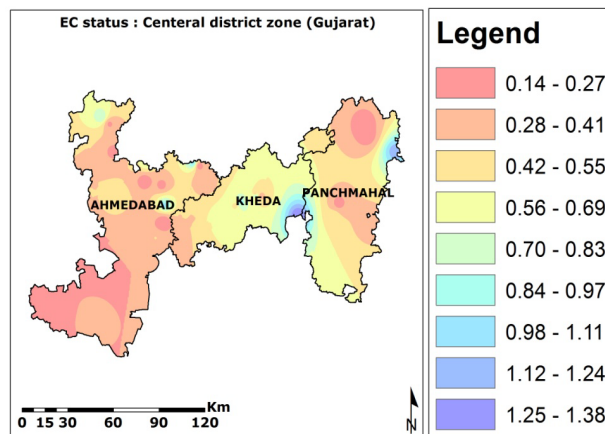 EC status : Centeral district zone (Gujarat)
AHMEDABAD
KHEDA
PANCHMAHAL
Km
0 15 30 60 90 120
N
Legend
0.14 - 0.27
0.28 - 0.41
0.42 - 0.55
0.56 - 0.69
0.70 - 0.83
0.84 - 0.97
0.98 - 1.11
1.12 - 1.24
1.25 - 1.38